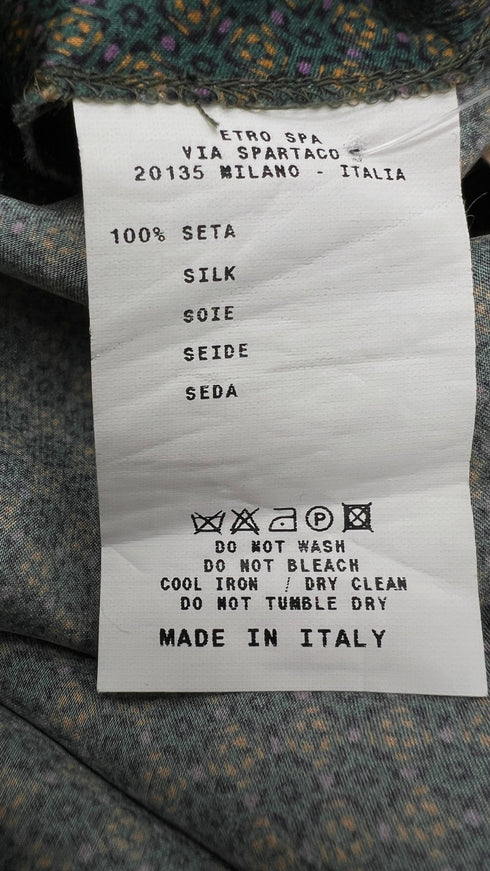 ETRO SPA
VIA SPARTACO
20135 MILANO - ITALIA
100% SETA
SILK
SOIE
SEIDE
SEDA
P
DO NOT WASH
DO NOT BLEACH
COOL IRON / DRY CLEAN
DO NOT TUMBLE DRY
MADE IN ITALY